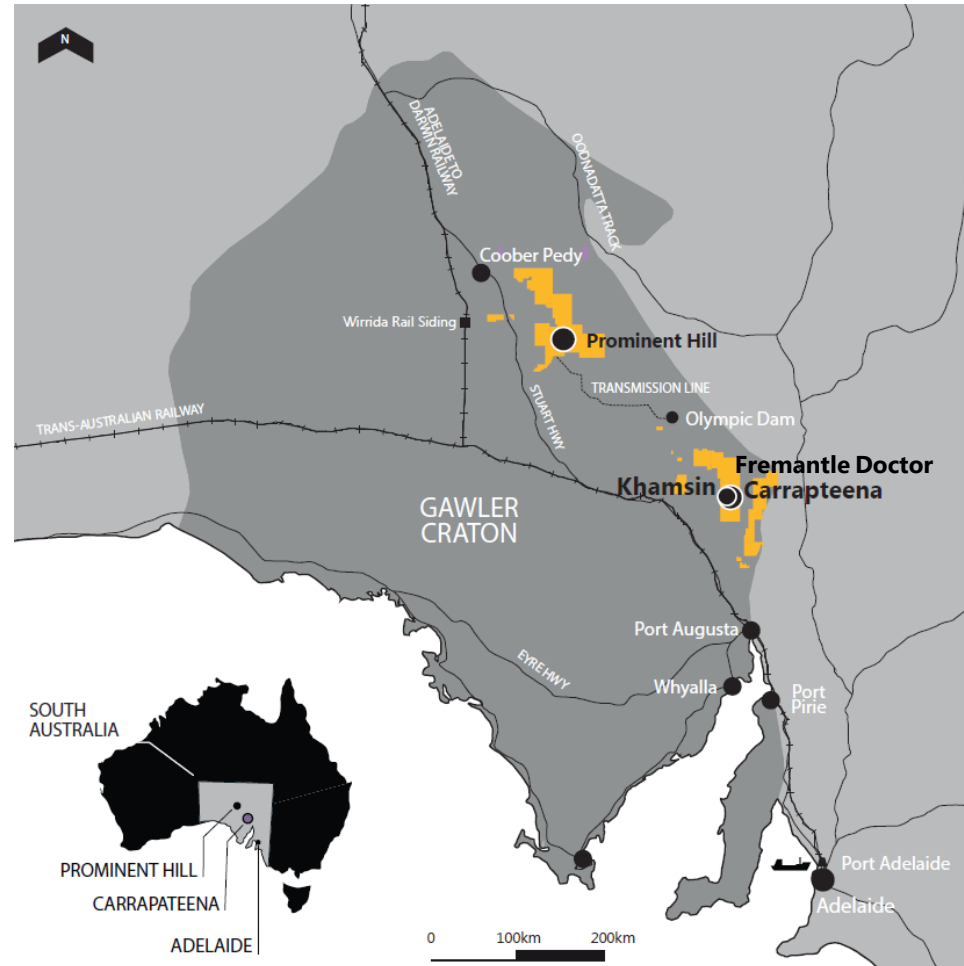 N
ADELAIDE TO
DARWIN RAILWAY
OODNADATTA TRACK
Coober Pedy
Wirrida Rail Siding
Prominent Hill
STUART HWY
TRANSMISSION LINE
TRANS-AUSTRALIAN RAILWAY
Olympic Dam
Fremantle Doctor
Khamsin
Carrapteena
GAWLER
CRATON
Port Augusta
EYRE HWY
Whyalla
Port
Pirie
SOUTH
AUSTRALIA
PROMINENT HILL
CARRAPATEENA
ADELAIDE
Port Adelaide
Adelaide
0 100km 200km